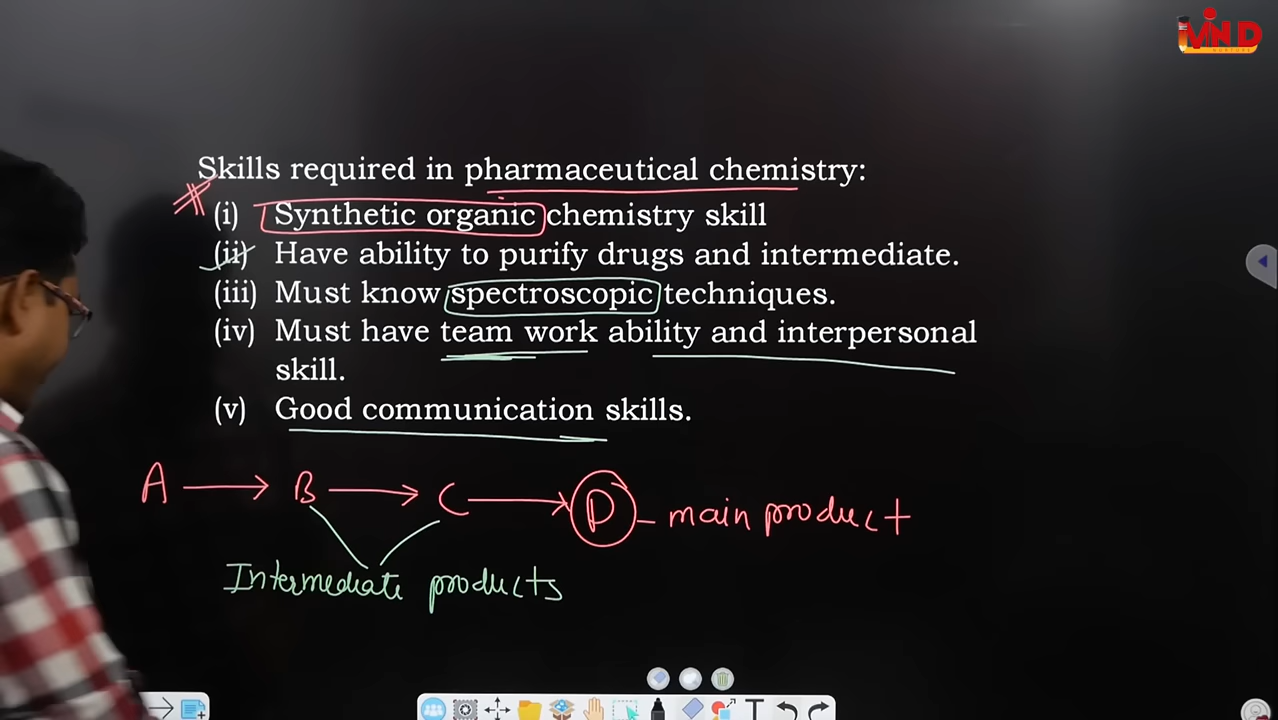 MIND
Skills required in pharmaceutical chemistry:
(i) Synthetic organic chemistry skill
(ii) Have ability to purify drugs and intermediate.
(iii) Must know spectroscopic techniques.
(iv) Must have team work ability and interpersonal
skill.
(v) Good communication skills.
A → B → C → D - main product
Intermediate products